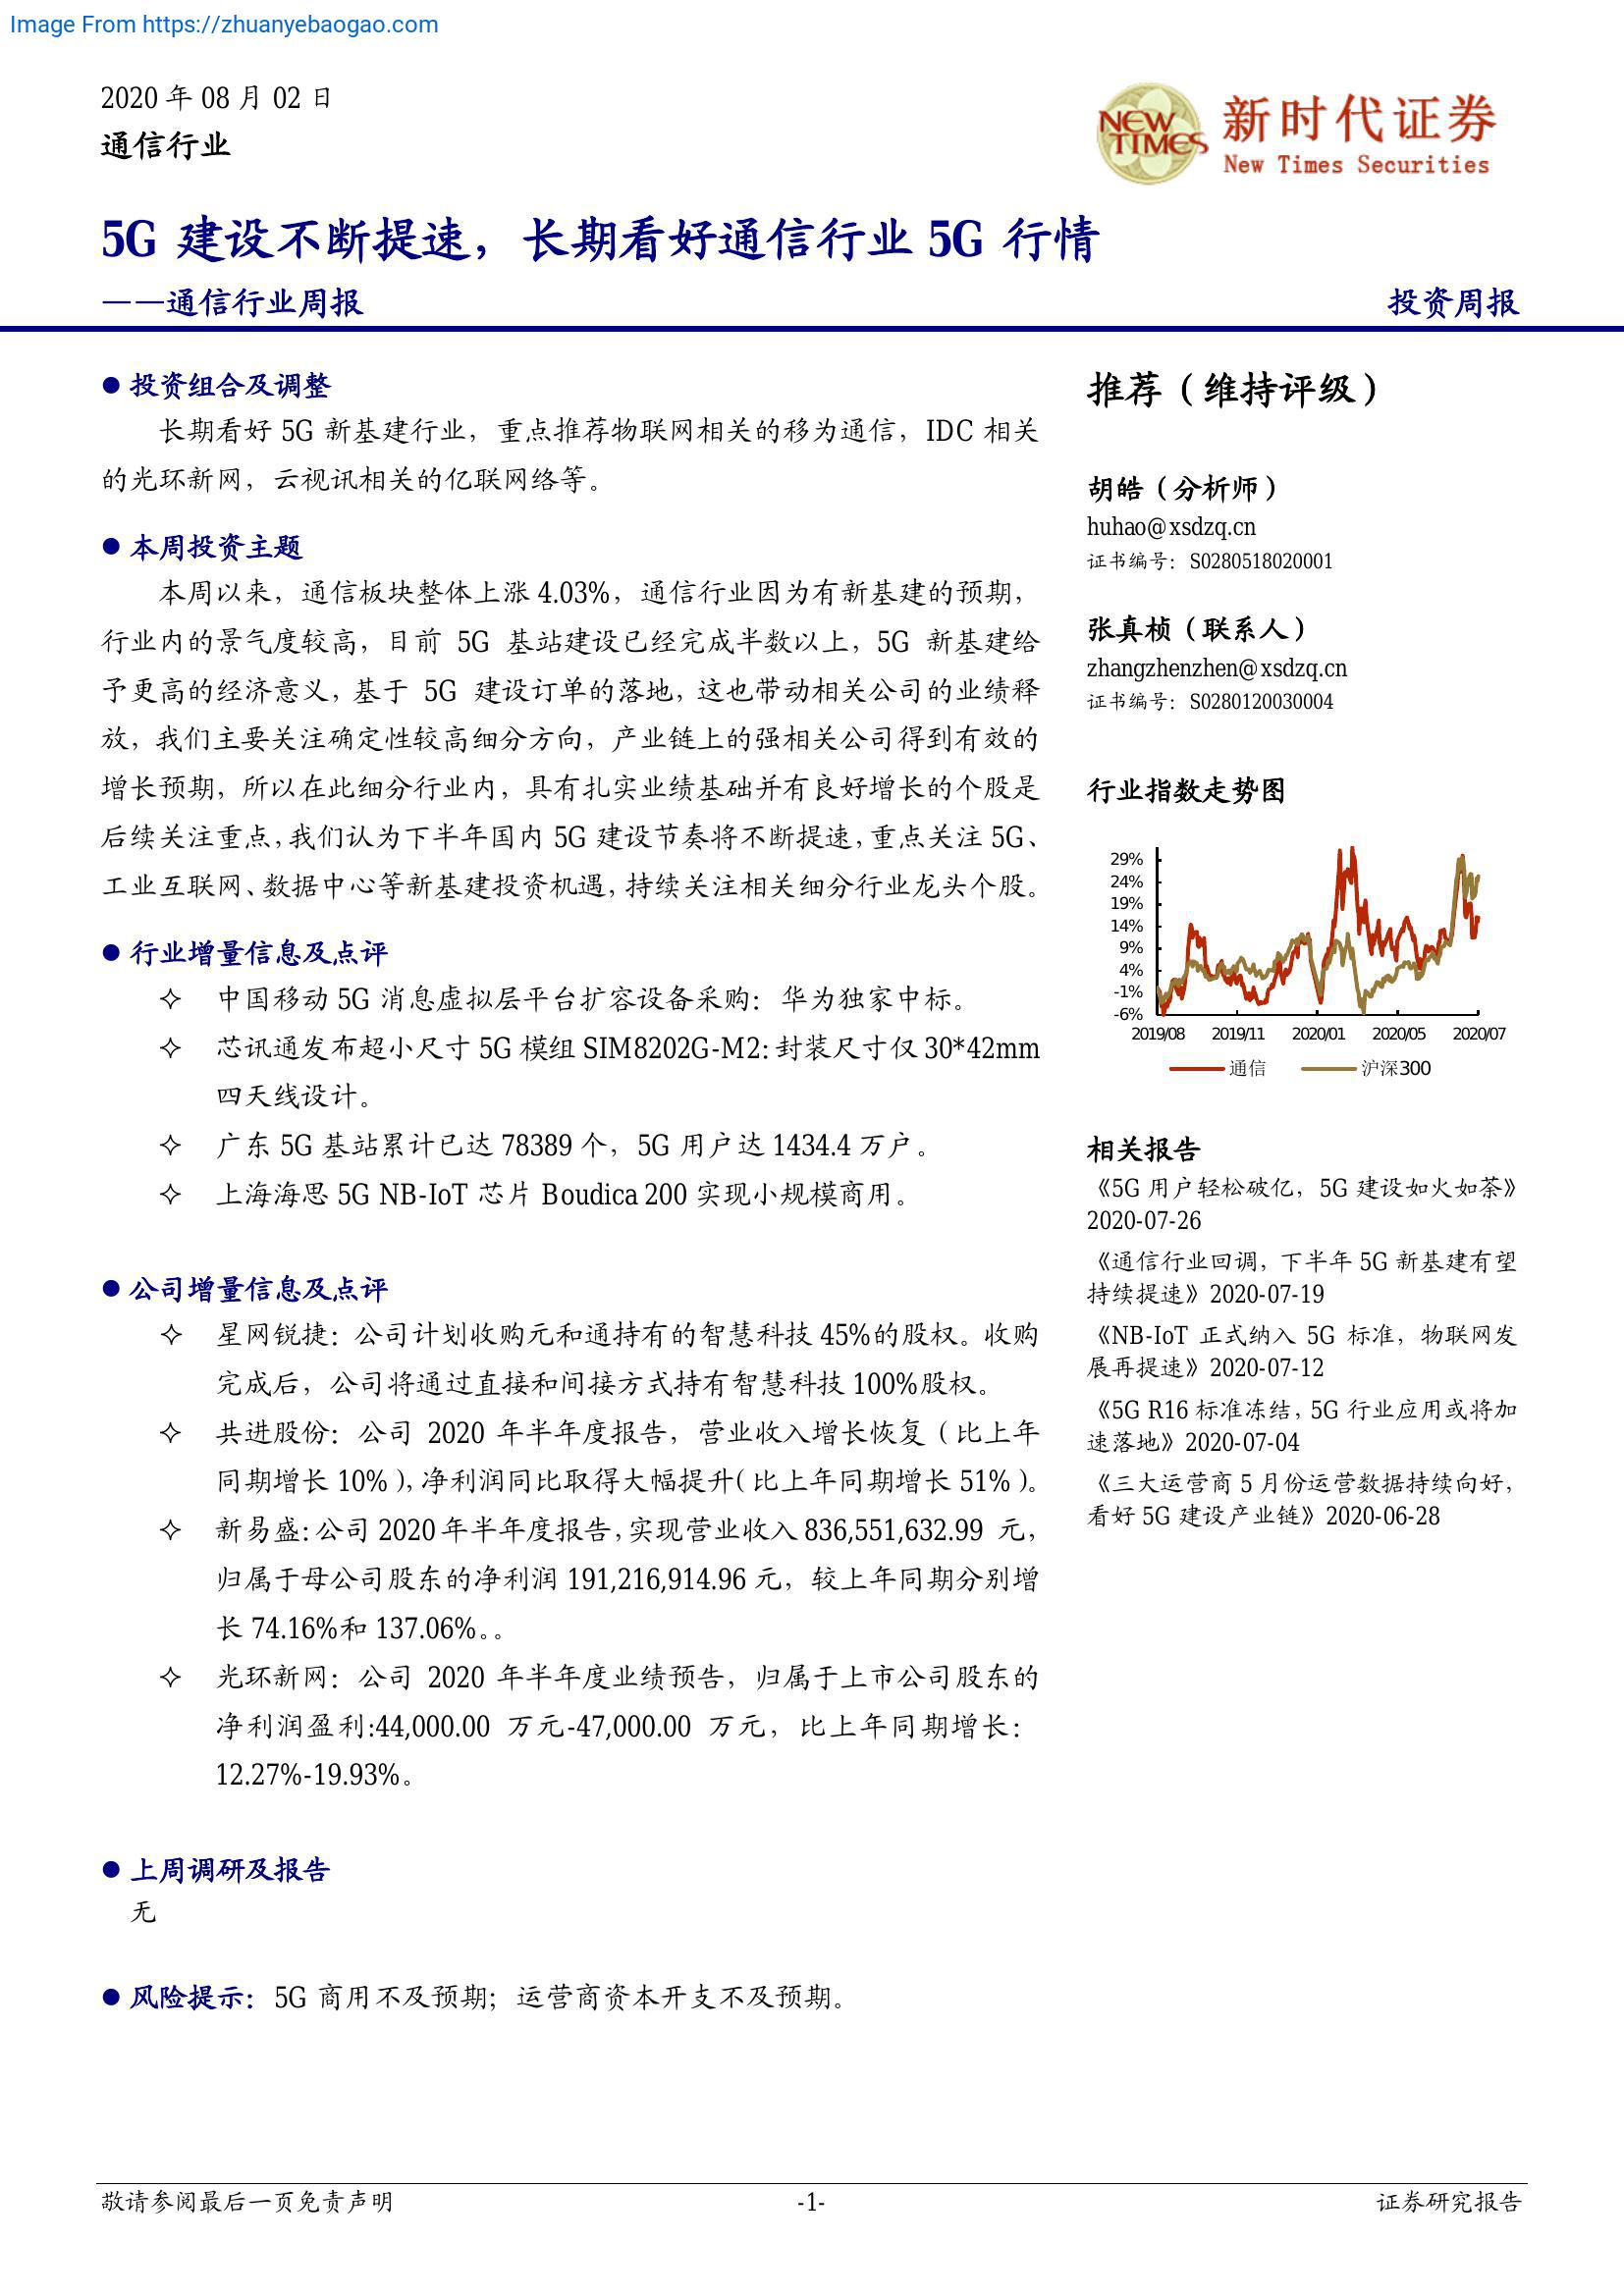 Image From https://zhuanyebaogao.com
2020 年 08 月 02 日
通信行业
NEW TIMES
新时代证券
New Times Securities
5G 建设不断提速，长期看好通信行业 5G 行情
——通信行业周报
投资周报
● 投资组合及调整
长期看好 5G 新基建行业，重点推荐物联网相关的移为通信，IDC 相关
的光环新网，云视讯相关的亿联网络等。
● 本周投资主题
本周以来，通信板块整体上涨 4.03%，通信行业因为有新基建的预期，
行业内的景气度较高，目前 5G 基站建设已经完成半数以上，5G 新基建给
予更高的经济意义，基于 5G 建设订单的落地，这也带动相关公司的业绩释
放，我们主要关注确定性较高细分方向，产业链上的强相关公司得到有效的
增长预期，所以在此细分行业内，具有扎实业绩基础并有良好增长的个股是
后续关注重点，我们认为下半年国内 5G 建设节奏将不断提速，重点关注 5G、
工业互联网、数据中心等新基建投资机遇，持续关注相关细分行业龙头个股。
● 行业增量信息及点评
✧ 中国移动 5G 消息虚拟层平台扩容设备采购：华为独家中标。
✧ 芯讯通发布超小尺寸 5G 模组 SIM8202G-M2：封装尺寸仅 30*42mm
四天线设计。
✧ 广东 5G 基站累计已达 78389 个，5G 用户达 1434.4 万户。
✧ 上海海思 5G NB-IoT 芯片 Boudica 200 实现小规模商用。
● 公司增量信息及点评
✧ 星网锐捷：公司计划收购元和通持有的智慧科技 45%的股权。收购
完成后，公司将通过直接和间接方式持有智慧科技 100%股权。
✧ 共进股份：公司 2020 年半年度报告，营业收入增长恢复（比上年
同期增长 10%），净利润同比取得大幅提升（比上年同期增长 51%）。
✧ 新易盛：公司 2020 年半年度报告，实现营业收入 836,551,632.99 元，
归属于母公司股东的净利润 191,216,914.96 元，较上年同期分别增
长 74.16%和 137.06%。。
✧ 光环新网：公司 2020 年半年度业绩预告，归属于上市公司股东的
净利润盈利:44,000.00 万元-47,000.00 万元，比上年同期增长：
12.27%-19.93%。
● 上周调研及报告
无
● 风险提示：5G 商用不及预期；运营商资本开支不及预期。
推荐（维持评级）
胡皓（分析师）
huhao@xsdzq.cn
证书编号：S0280518020001
张真桢（联系人）
zhangzhenzhen@xsdzq.cn
证书编号：S0280120030004
行业指数走势图
29%
24%
19%
14%
9%
4%
-1%
-6%
2019/08 2019/11 2020/01 2020/05 2020/07
通信 沪深300
相关报告
《5G 用户轻松破亿，5G 建设如火如荼》
2020-07-26
《通信行业回调，下半年 5G 新基建有望
持续提速》2020-07-19
《NB-IoT 正式纳入 5G 标准，物联网发
展再提速》2020-07-12
《5G R16 标准冻结，5G 行业应用或将加
速落地》2020-07-04
《三大运营商 5 月份运营数据持续向好，
看好 5G 建设产业链》2020-06-28
敬请参阅最后一页免责声明
-1-
证券研究报告